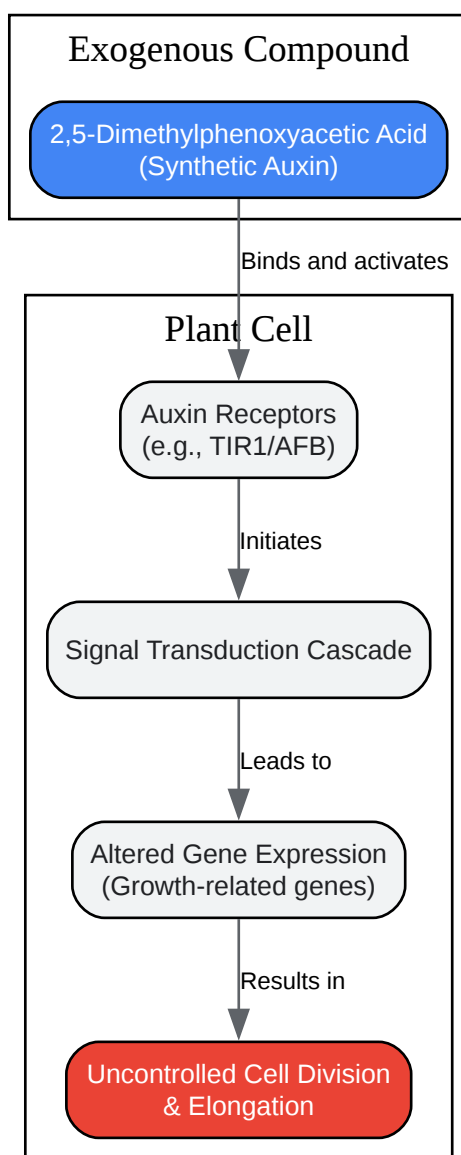 Exogenous Compound
2,5-Dimethylphenoxyacetic Acid
(Synthetic Auxin)
Binds and activates
Plant Cell
Auxin Receptors
(e.g., TIR1/AFB)
Initiates
Signal Transduction Cascade
Leads to
Altered Gene Expression
(Growth-related genes)
Results in
Uncontrolled Cell Division
& Elongation